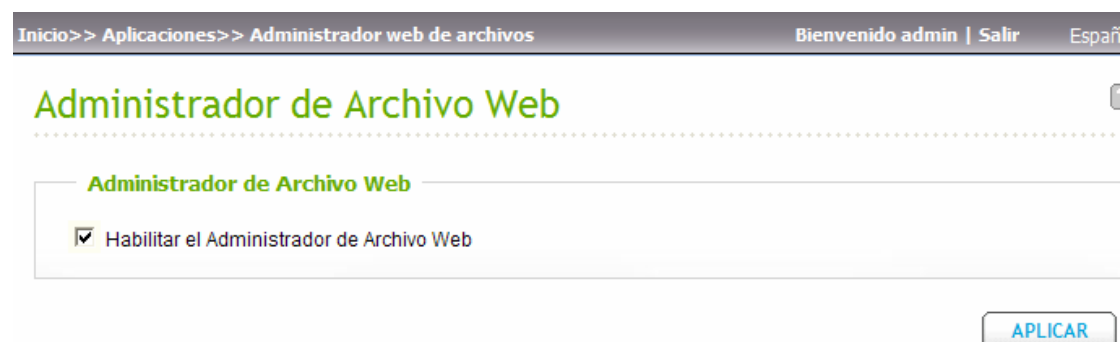 Inicio>> Aplicaciones>> Administrador web de archivos Bienvenido admin | Salir
Administrador de Archivo Web
Administrador de Archivo Web
Habilitar el Administrador de Archivo Web
APLICAR